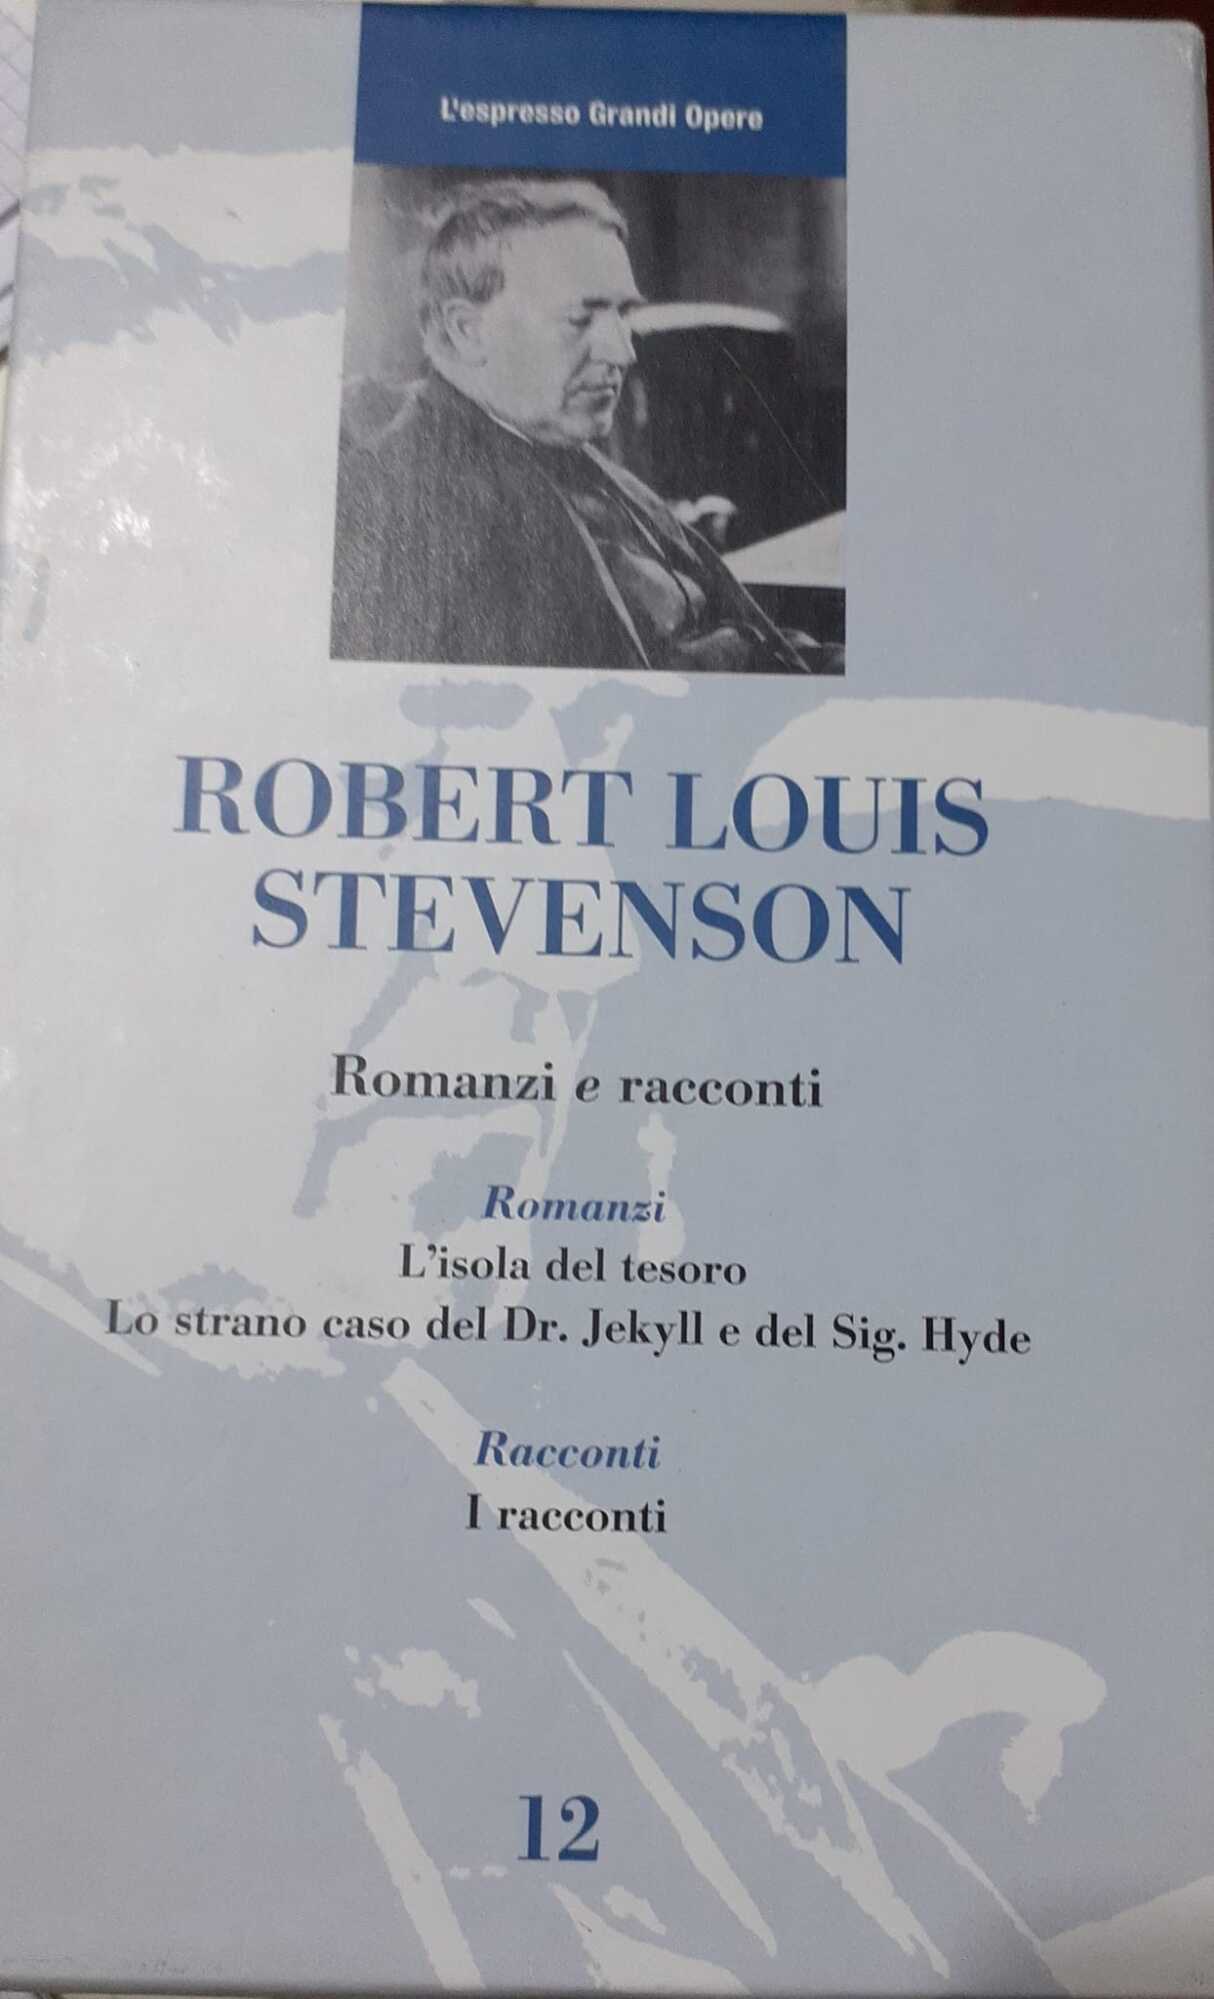 L'espresso Grandi Opere
ROBERT LOUIS
STEVENSON
Romanzi e racconti
Romanzi
L'isola del tesoro
Lo strano caso del Dr. Jekyll e del Sig. Hyde
Racconti
I racconti
12